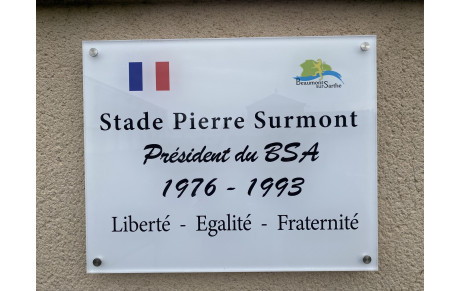 Beaumont
sur Sarthe
Stade Pierre Surmont
Président du BSA
1976 - 1993
Liberté - Egalité - Fraternité